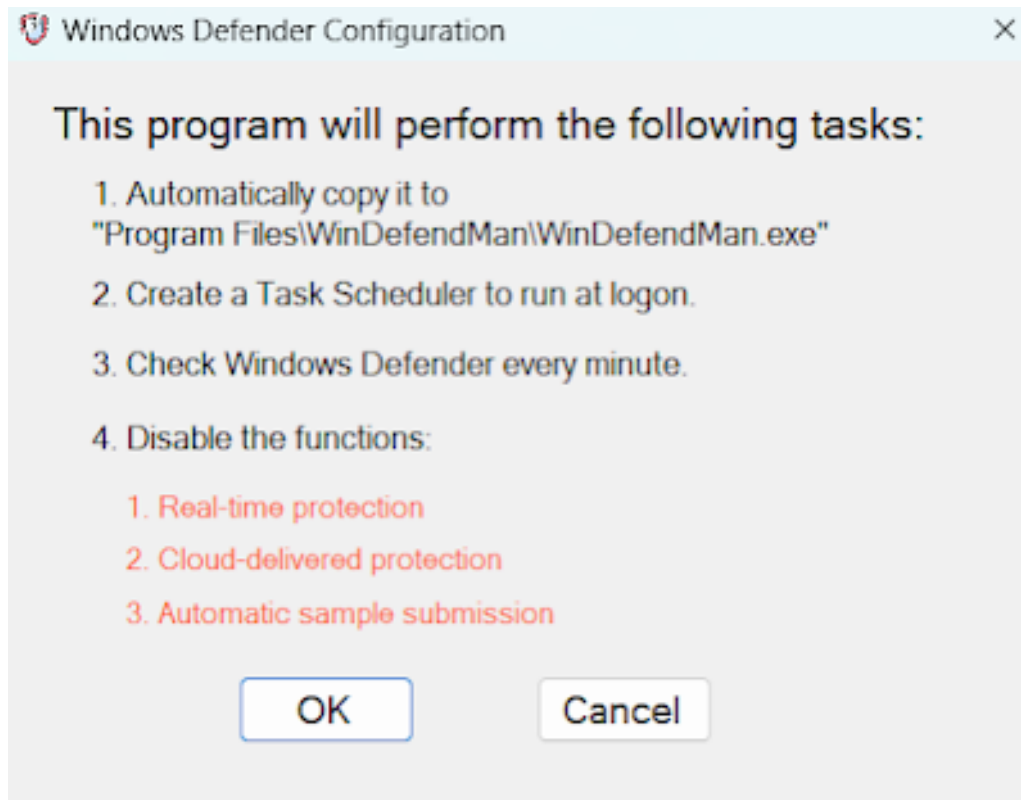 Windows Defender Configuration
This program will perform the following tasks:
1. Automatically copy it to
"Program Files\WinDefendMan\WinDefendMan.exe"
2. Create a Task Scheduler to run at logon.
3. Check Windows Defender every minute.
4. Disable the functions:
1. Real-time protection
2. Cloud-delivered protection
3. Automatic sample submission
OK
Cancel